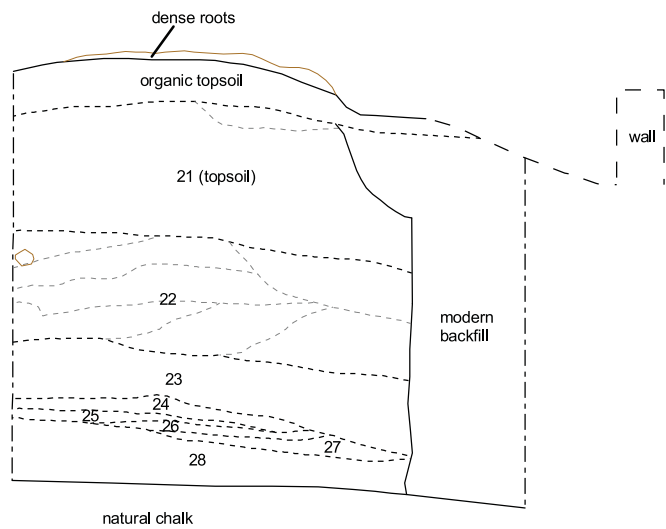 dense roots
organic topsoil
wall
21 (topsoil)
22
modern
backfill
23
24
25
26
27
28
natural chalk